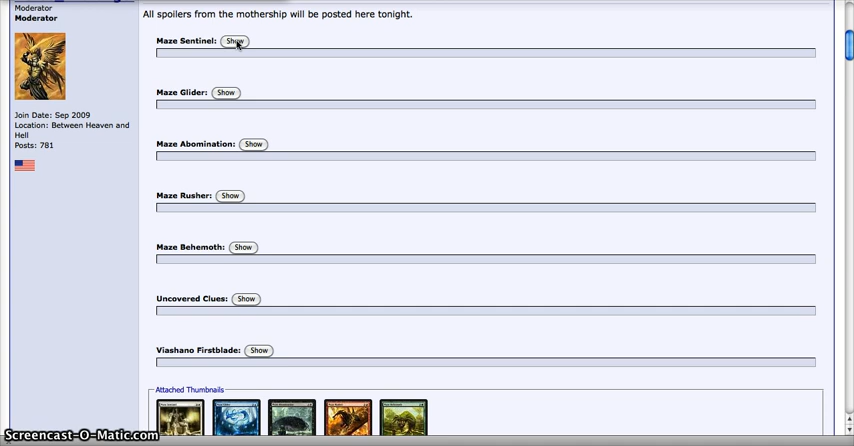 Moderator
Moderator
Join Date: Sep 2009
Location: Between Heaven and
Hell
Posts: 781
All spoilers from the mothership will be posted here tonight.
Maze Sentinel: Show
Maze Glider: Show
Maze Abomination: Show
Maze Rusher: Show
Maze Behemoth: Show
Uncovered Clues: Show
Viashano Firstblade: Show
Attached Thumbnails
Screencast-O-Matic.com